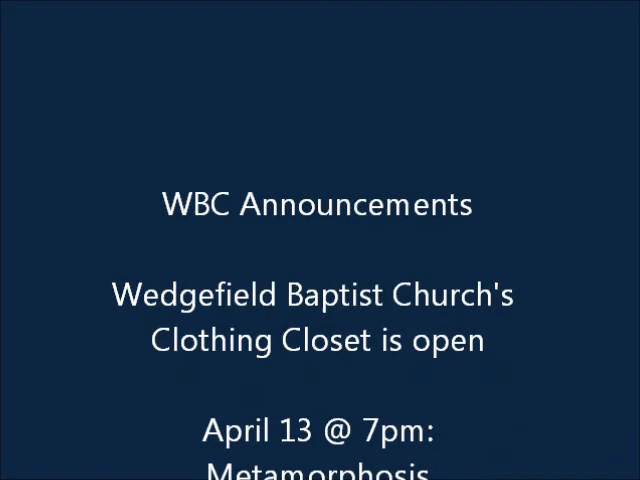 WBC Announcements
Wedgefield Baptist Church's
Clothing Closet is open
April 13 @ 7pm:
Metamorphosis